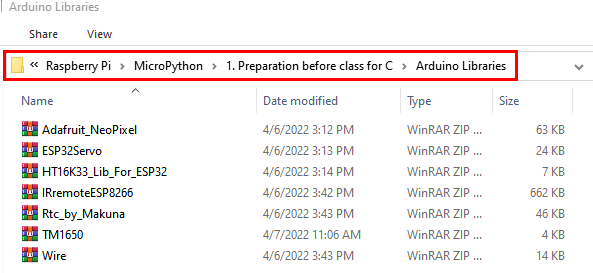 Arduino Libraries
Share View
« Raspberry Pi > MicroPython > 1. Preparation before class for C > Arduino Libraries
Name Date modified Type Size
Adafruit_NeoPixel 4/6/2022 3:12 PM WinRAR ZIP ... 63 KB
ESP32Servo 4/6/2022 3:13 PM WinRAR ZIP ... 24 KB
HT16K33_Lib_For_ESP32 4/6/2022 3:14 PM WinRAR ZIP ... 7 KB
IRremoteESP8266 4/6/2022 3:42 PM WinRAR ZIP ... 662 KB
Rtc_by_Makuna 4/6/2022 3:43 PM WinRAR ZIP ... 46 KB
TM1650 4/7/2022 11:06 AM WinRAR ZIP ... 4 KB
Wire 4/6/2022 3:43 PM WinRAR ZIP ... 14 KB